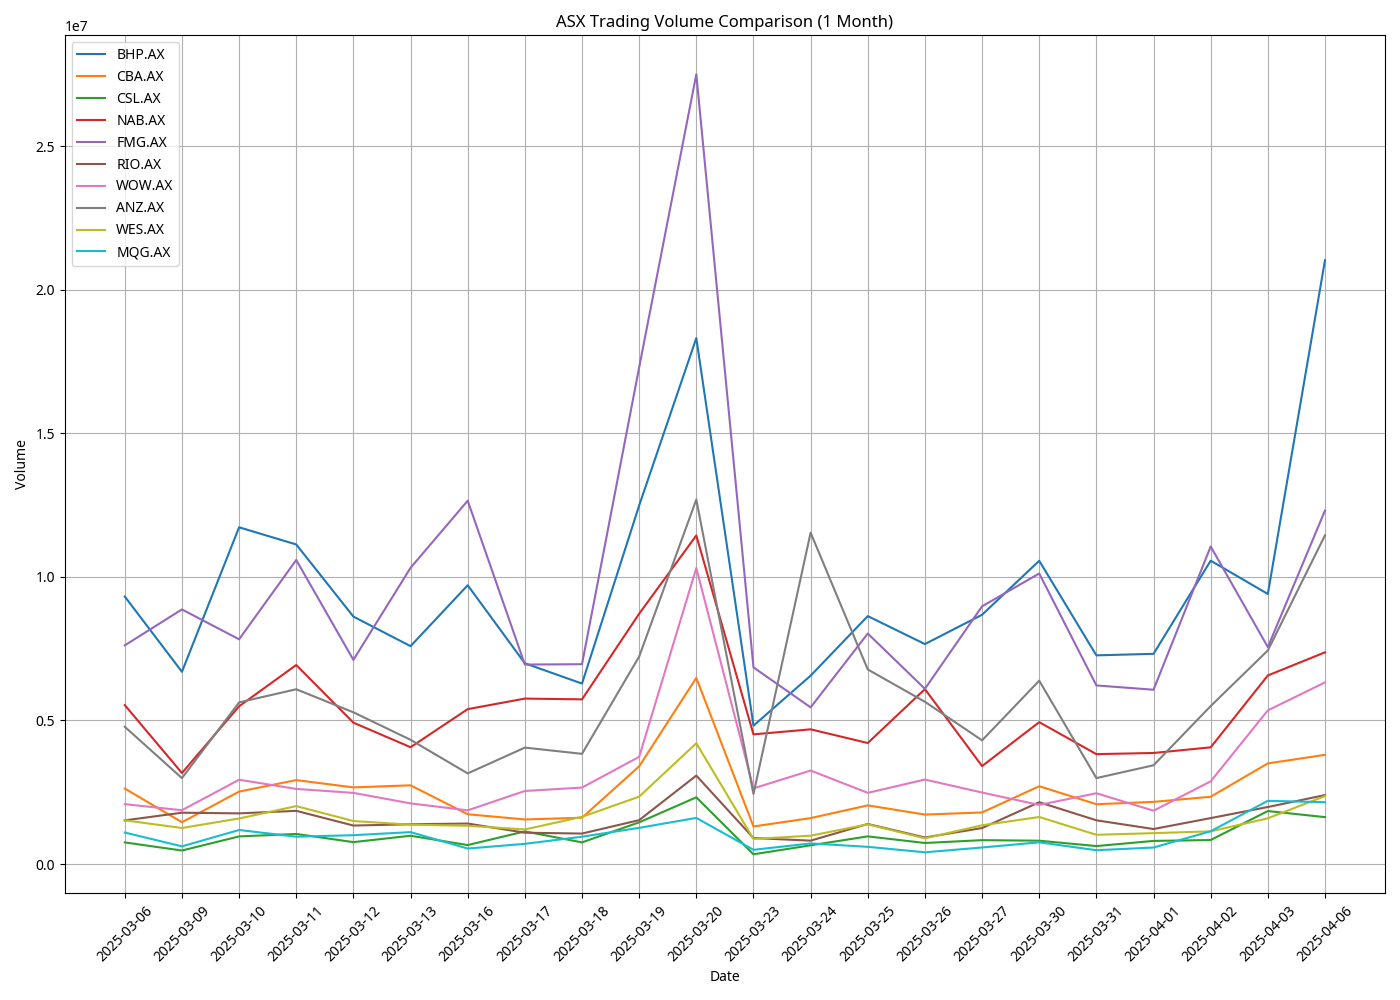 ASX Trading Volume Comparison (1 Month)
1e7
BHP.AX
CBA.AX
CSL.AX
NAB.AX
FMG.AX
RIO.AX
WOW.AX
ANZ.AX
WES.AX
MQG.AX
2.5
2.0
1.5
1.0
0.5
0.0
Volume
2025-03-06
2025-03-09
2025-03-10
2025-03-11
2025-03-12
2025-03-13
2025-03-16
2025-03-17
2025-03-18
2025-03-19
2025-03-20
2025-03-23
2025-03-24
2025-03-25
2025-03-26
2025-03-27
2025-03-30
2025-03-31
2025-04-01
2025-04-02
2025-04-03
2025-04-06
Date